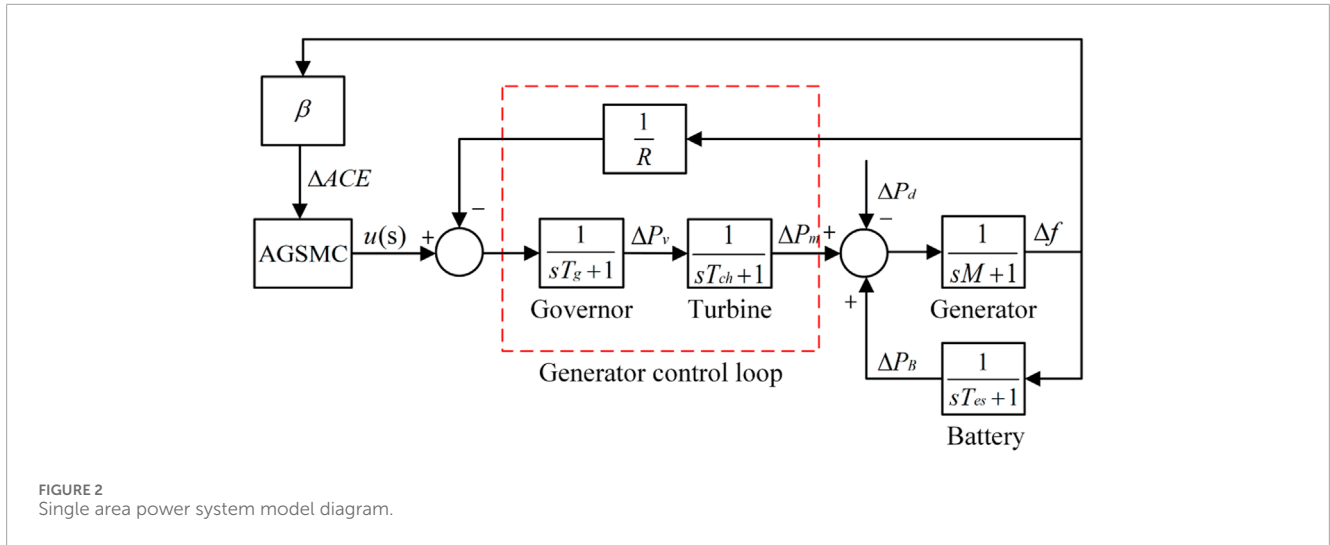 β
ΔACE
1
R
ΔPd
−
−
AGSMC
u(s)
+
1
sTg+1
ΔPv
1
sTch+1
ΔPm
+
1
sM+1
Δf
Governor
Turbine
+
Generator
Generator control loop
ΔPB
1
sTes+1
Battery
FIGURE 2
Single area power system model diagram.